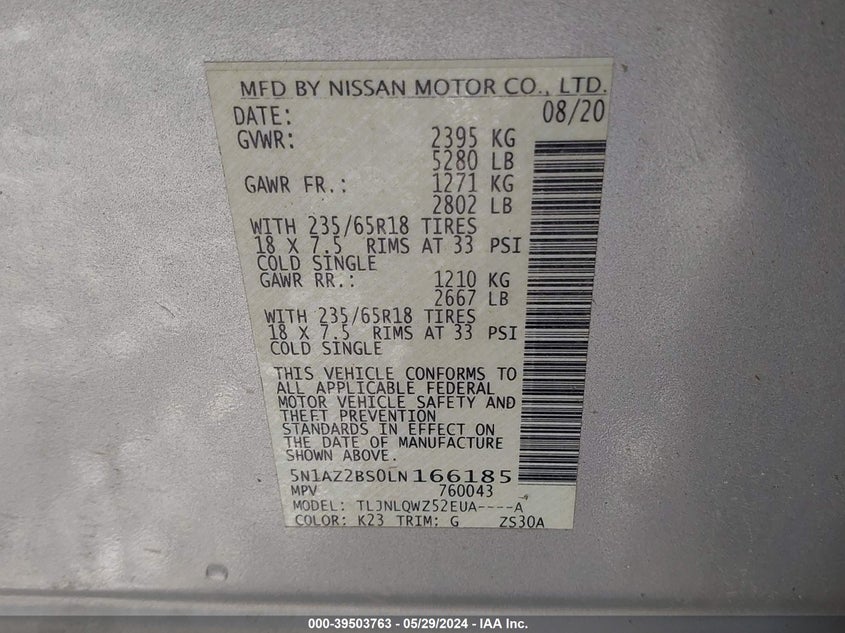 MFD BY NISSAN MOTOR CO., LTD.
DATE: 08/20
GVWR: 2395 KG
5280 LB
GAWR FR.: 1271 KG
2802 LB
WITH 235/65R18 TIRES
18 X 7.5 RIMS AT 33 PSI
COLD SINGLE
GAWR RR.: 1210 KG
2667 LB
WITH 235/65R18 TIRES
18 X 7.5 RIMS AT 33 PSI
COLD SINGLE
THIS VEHICLE CONFORMS TO
ALL APPLICABLE FEDERAL
MOTOR VEHICLE SAFETY AND
THEFT PREVENTION
STANDARDS IN EFFECT ON
THE DATE OF MANUFACTURE
SHOWN ABOVE.
5N1AZ2BS0LN166185
MPV 760043
MODEL: TLJNLQWZ52EUA----A
COLOR: K23 TRIM: G ZS30A
000-39503763 - 05/29/2024 - IAA Inc.